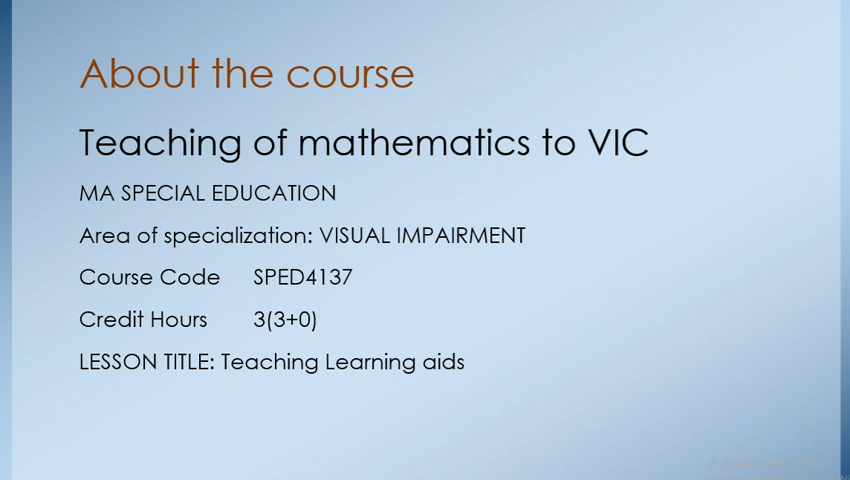 About the course
Teaching of mathematics to VIC
MA SPECIAL EDUCATION
Area of specialization: VISUAL IMPAIRMENT
Course Code SPED4137
Credit Hours 3(3+0)
LESSON TITLE: Teaching Learning aids